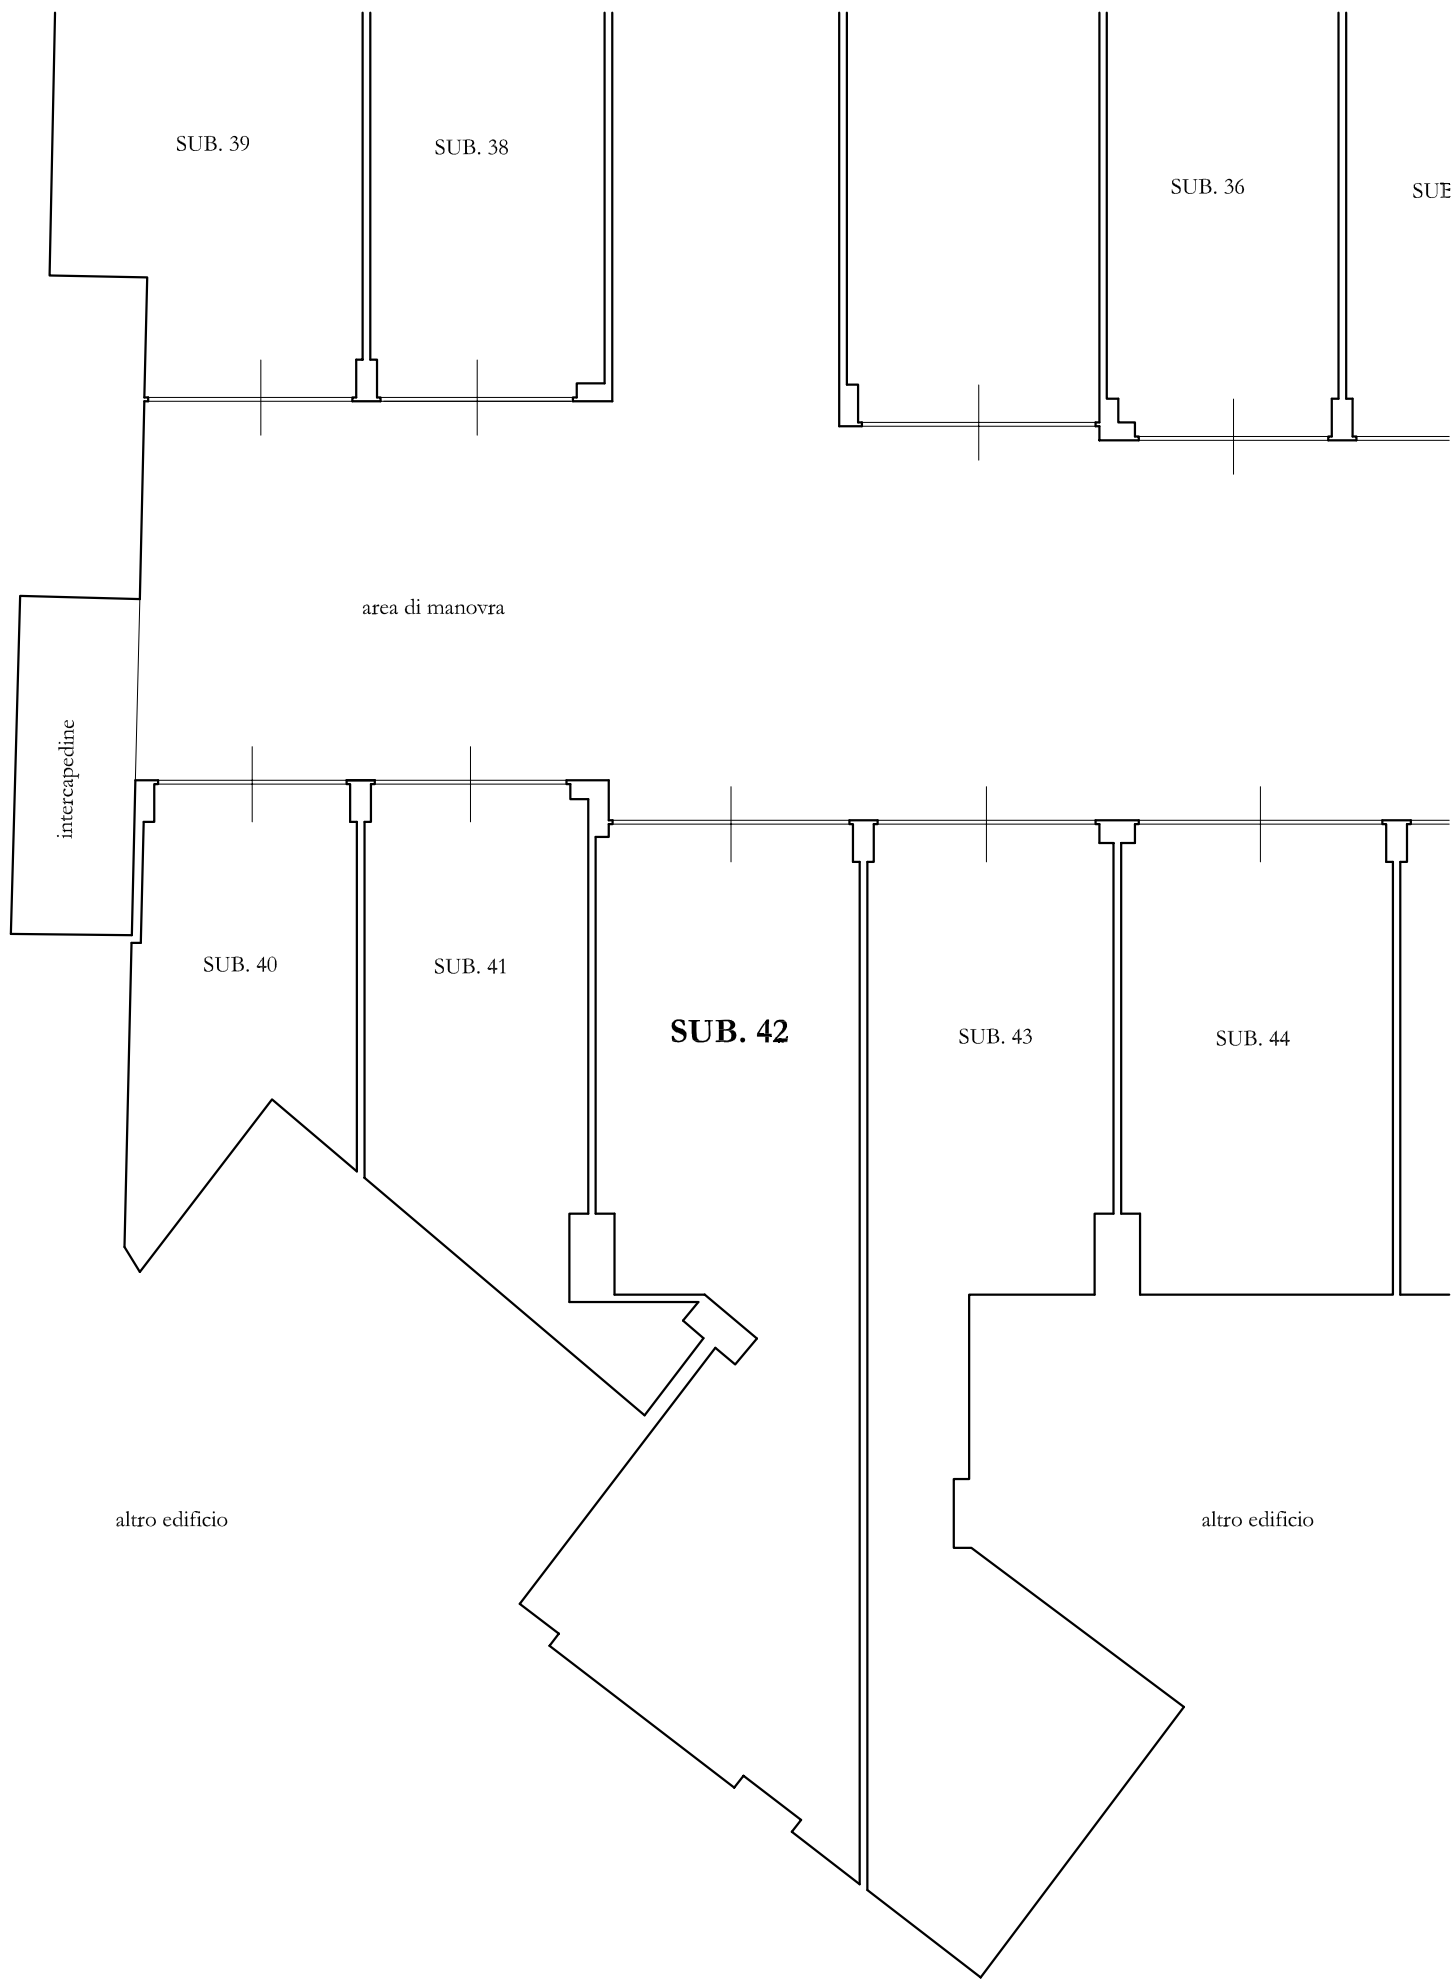 SUB. 39
SUB. 38
SUB. 36
area di manovra
intercapedine
SUB. 40
SUB. 41
SUB. 42
SUB. 43
SUB. 44
altro edificio
altro edificio